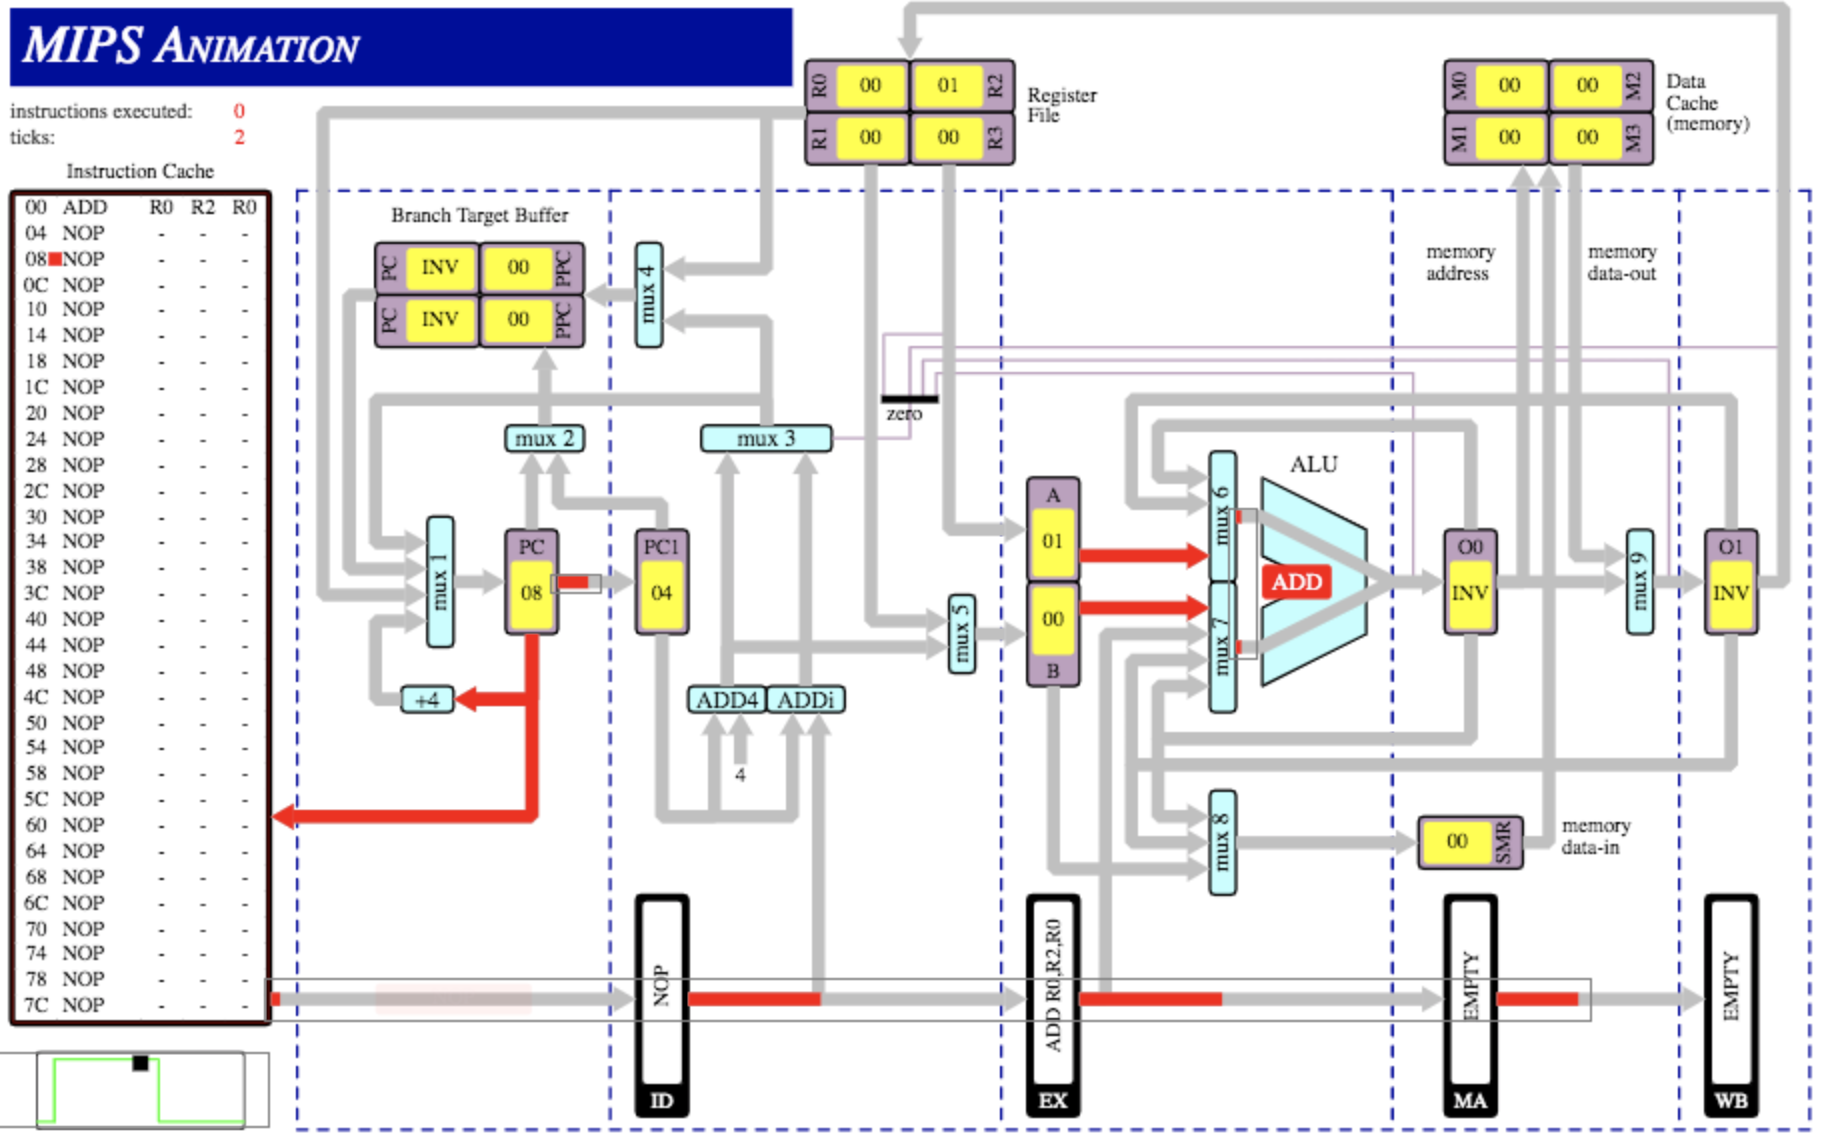 MIPS ANIMATION
instructions executed: 0
ticks: 2
Instruction Cache
00 ADD R0 R2 R0
04 NOP - - -
08 NOP - - -
0C NOP - - -
10 NOP - - -
14 NOP - - -
18 NOP - - -
1C NOP - - -
20 NOP - - -
24 NOP - - -
28 NOP - - -
2C NOP - - -
30 NOP - - -
34 NOP - - -
38 NOP - - -
3C NOP - - -
40 NOP - - -
44 NOP - - -
48 NOP - - -
4C NOP - - -
50 NOP - - -
54 NOP - - -
58 NOP - - -
5C NOP - - -
60 NOP - - -
64 NOP - - -
68 NOP - - -
6C NOP - - -
70 NOP - - -
74 NOP - - -
78 NOP - - -
7C NOP - - -
R0 00 01 R2
R1 00 00 R3
Register
File
M0 00 00 M2
M1 00 00 M3
Data
Cache
(memory)
Branch Target Buffer
PC INV 00 PPC
PC INV 00 PPC
mux 4
memory
address
memory
data-out
zero
mux 2
mux 3
mux 1
PC
08
PC1
04
+4
ADD4
ADDi
4
mux 5
A
01
00
B
mux 6
mux 7
ALU
ADD
O0
INV
mux 9
O1
INV
mux 8
00 SMR
memory
data-in
NOP
ID
ADD R0,R2,R0
EX
EMPTY
MA
EMPTY
WB